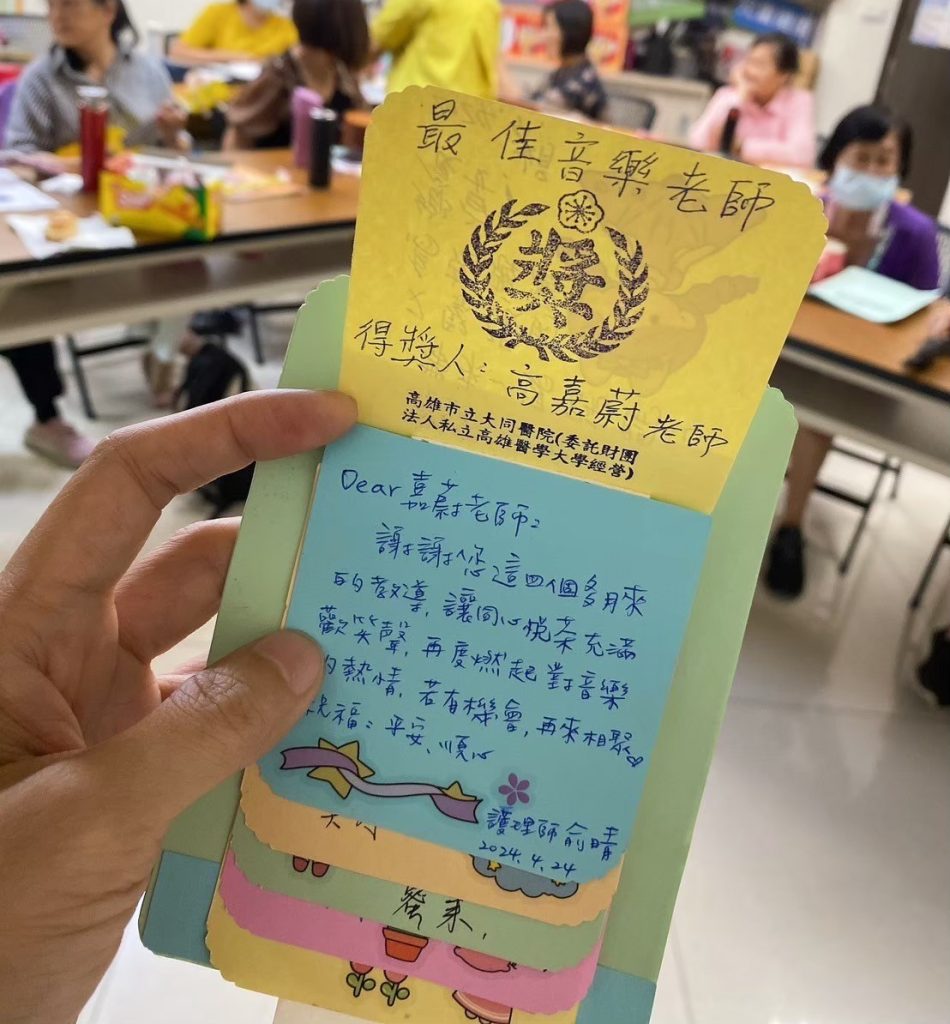 最佳音樂老師
獎
得獎人：高嘉蔚老師
高雄市立大同醫院(委託財團
法人私立高雄醫學大學經營)
Dear嘉蔚老師：
謝謝您這四個多月來
的教導，讓同心悅茶充滿
歡笑聲，再度燃起對音樂
的熱情，若有機會，再來相聚♡
祝福：平安、順心
護理師俞晴
2024.4.24